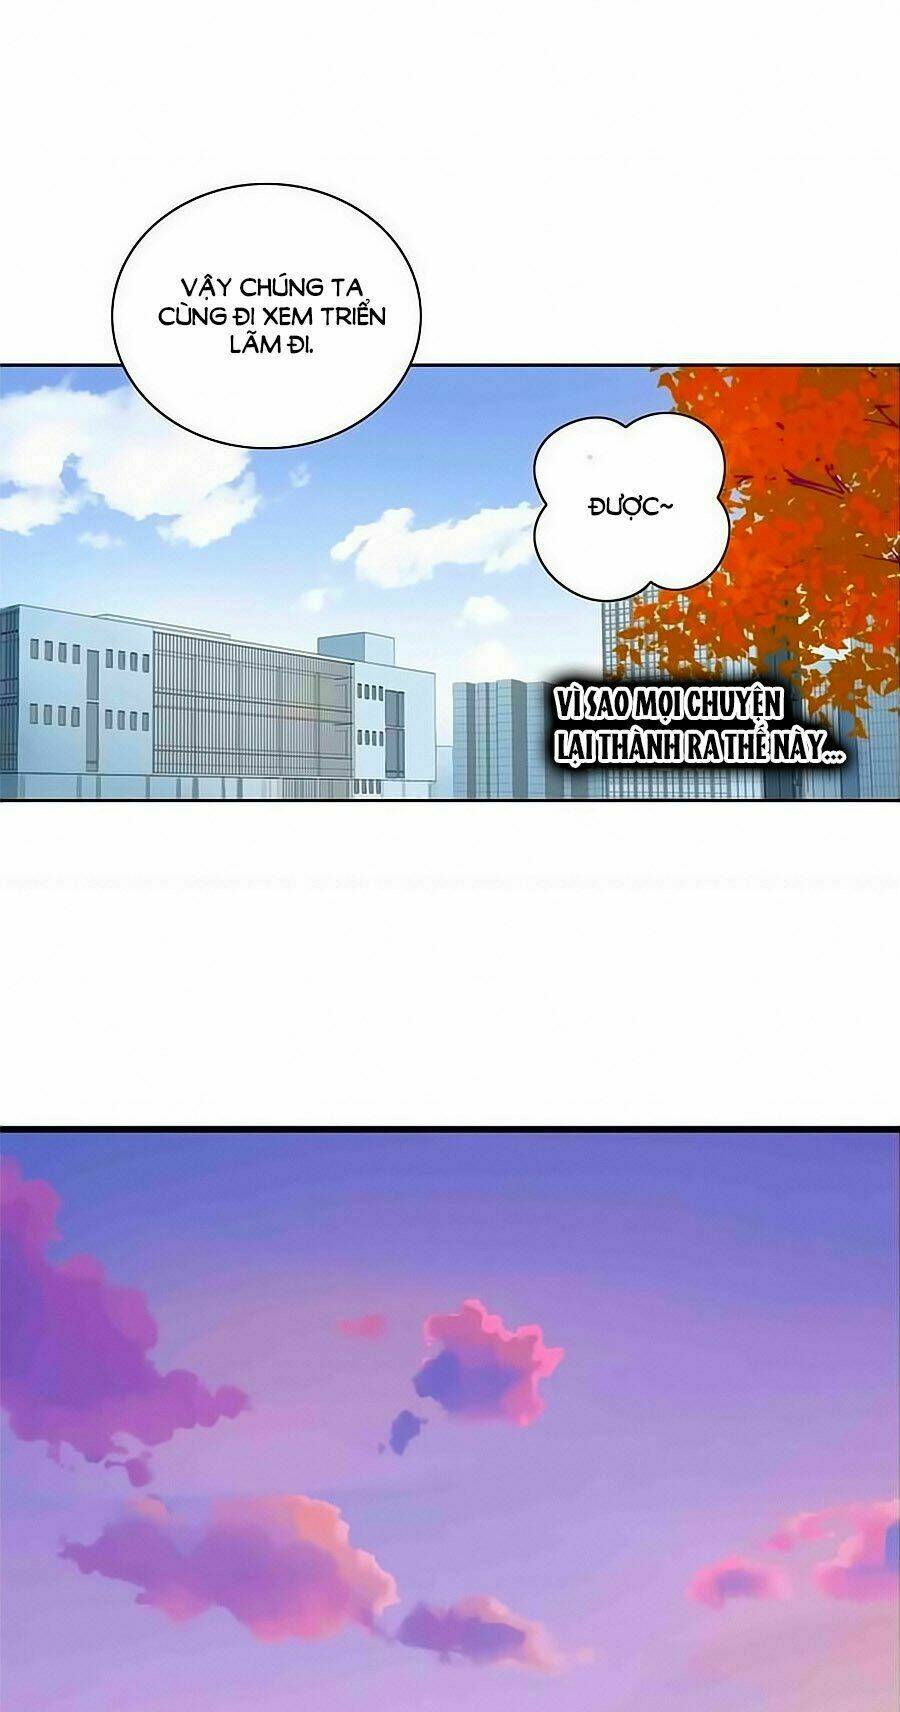 VẬY CHÚNG TA
CÙNG ĐI XEM TRIỂN
LÃM ĐI.
ĐƯỢC~
VÌ SAO MỌI CHUYỆN
LẠI THÀNH RA THẾ NÀY...